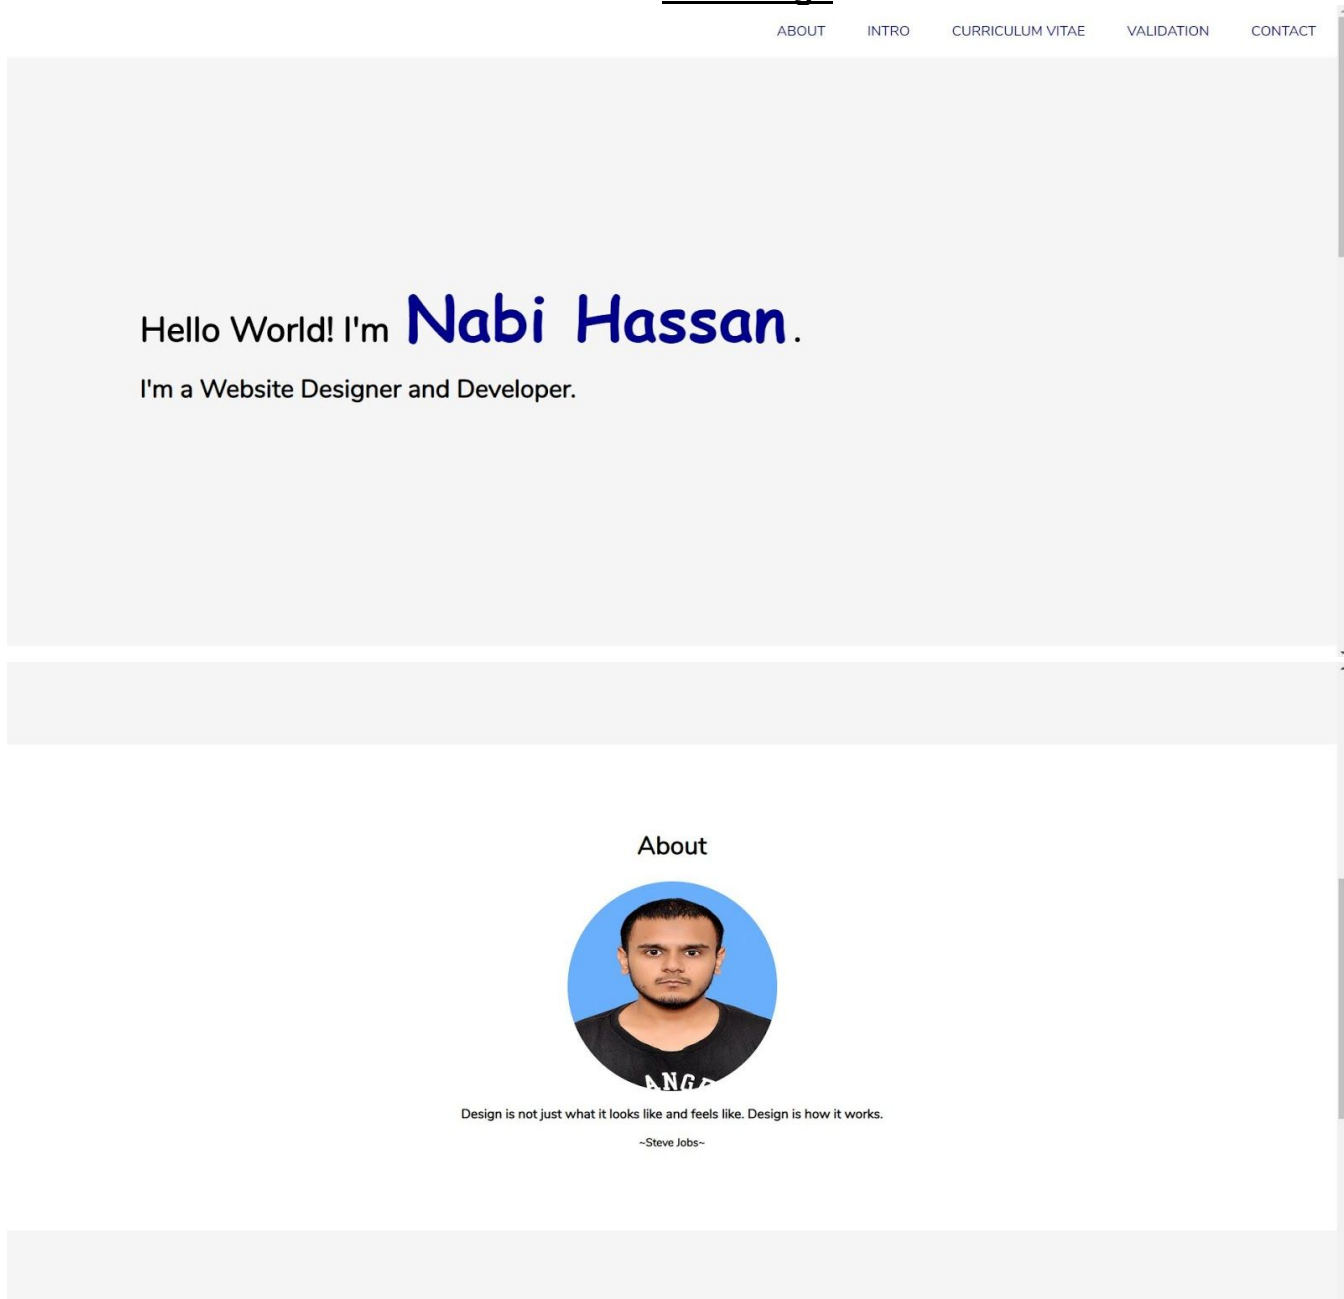 ABOUT INTRO CURRICULUM VITAE VALIDATION CONTACT
Hello World! I'm Nabi Hassan.
I'm a Website Designer and Developer.
About
Design is not just what it looks like and feels like. Design is how it works.
~Steve Jobs~